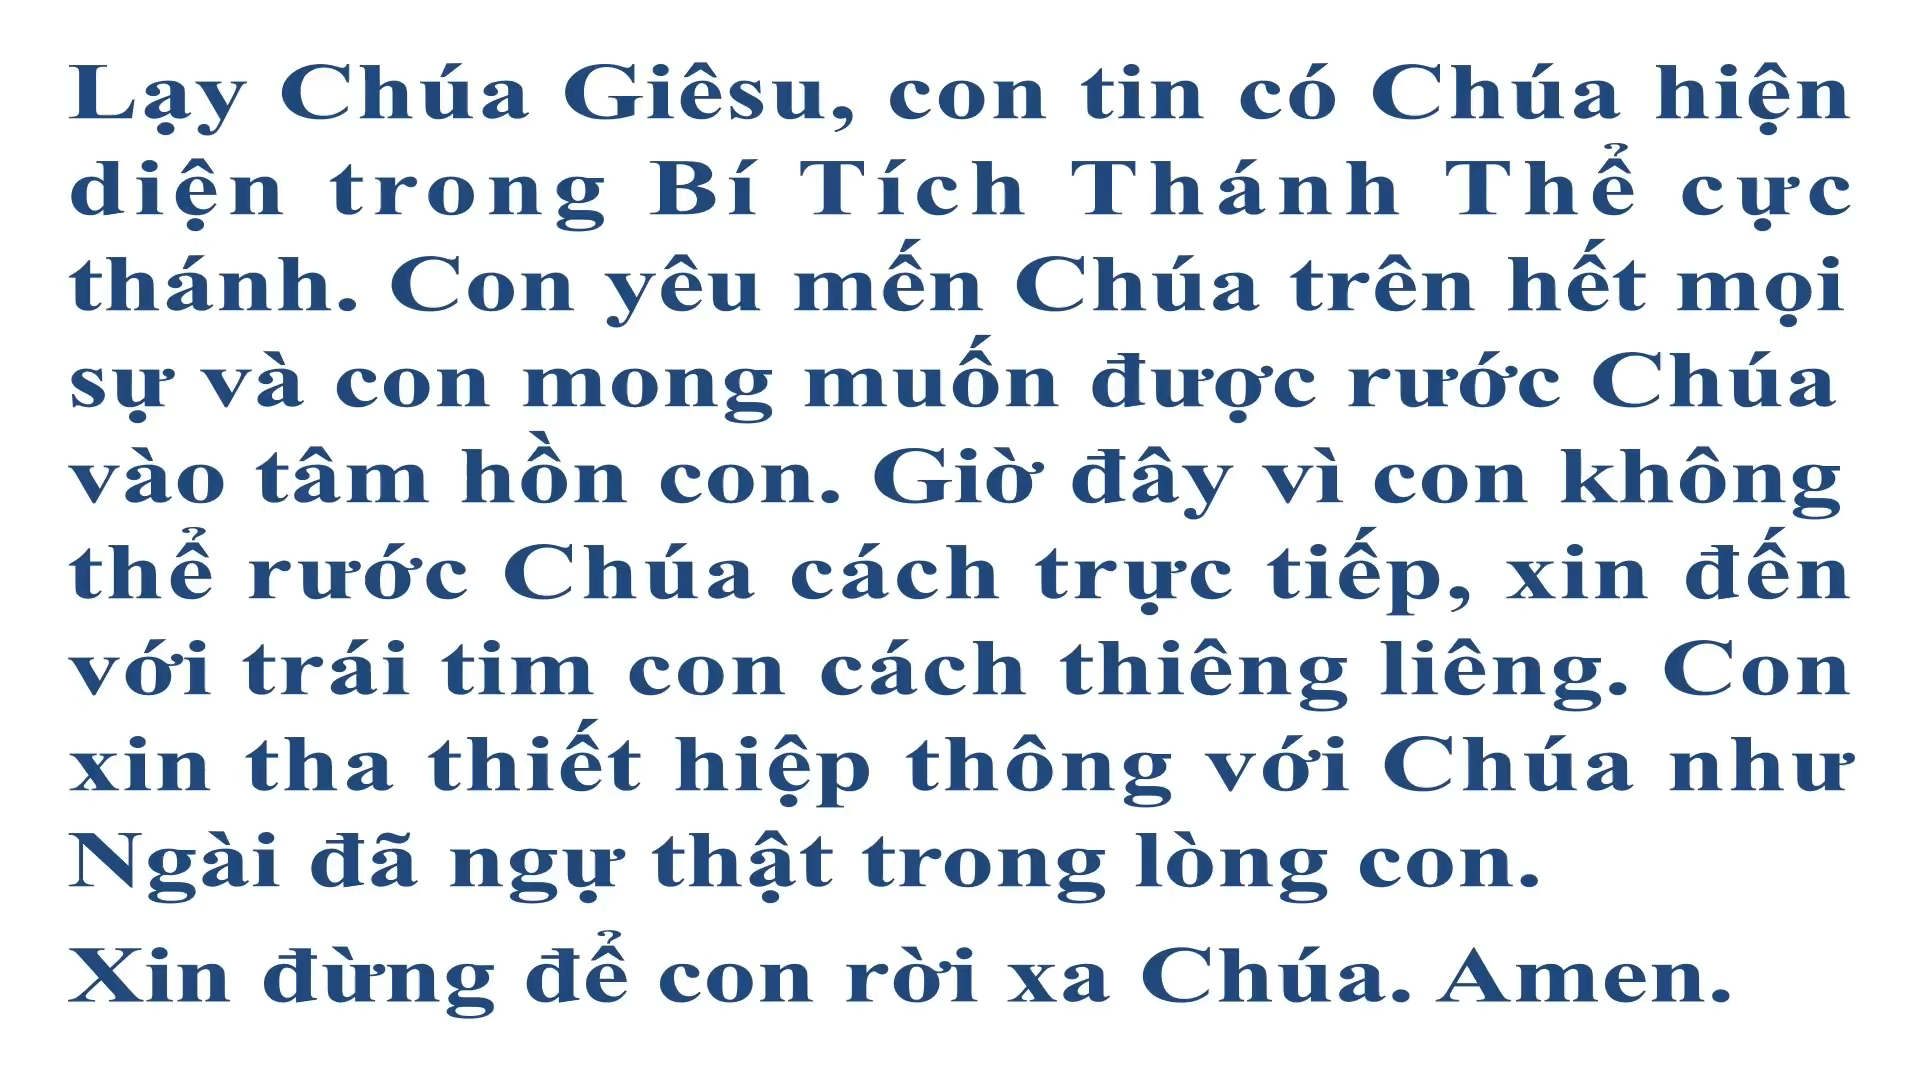 Lạy Chúa Giêsu, con tin có Chúa hiện
diện trong Bí Tích Thánh Thể cực
thánh. Con yêu mến Chúa trên hết mọi
sự và con mong muốn được rước Chúa
vào tâm hồn con. Giờ đây vì con không
thể rước Chúa cách trực tiếp, xin đến
với trái tim con cách thiêng liêng. Con
xin tha thiết hiệp thông với Chúa như
Ngài đã ngự thật trong lòng con.
Xin đừng để con rời xa Chúa. Amen.